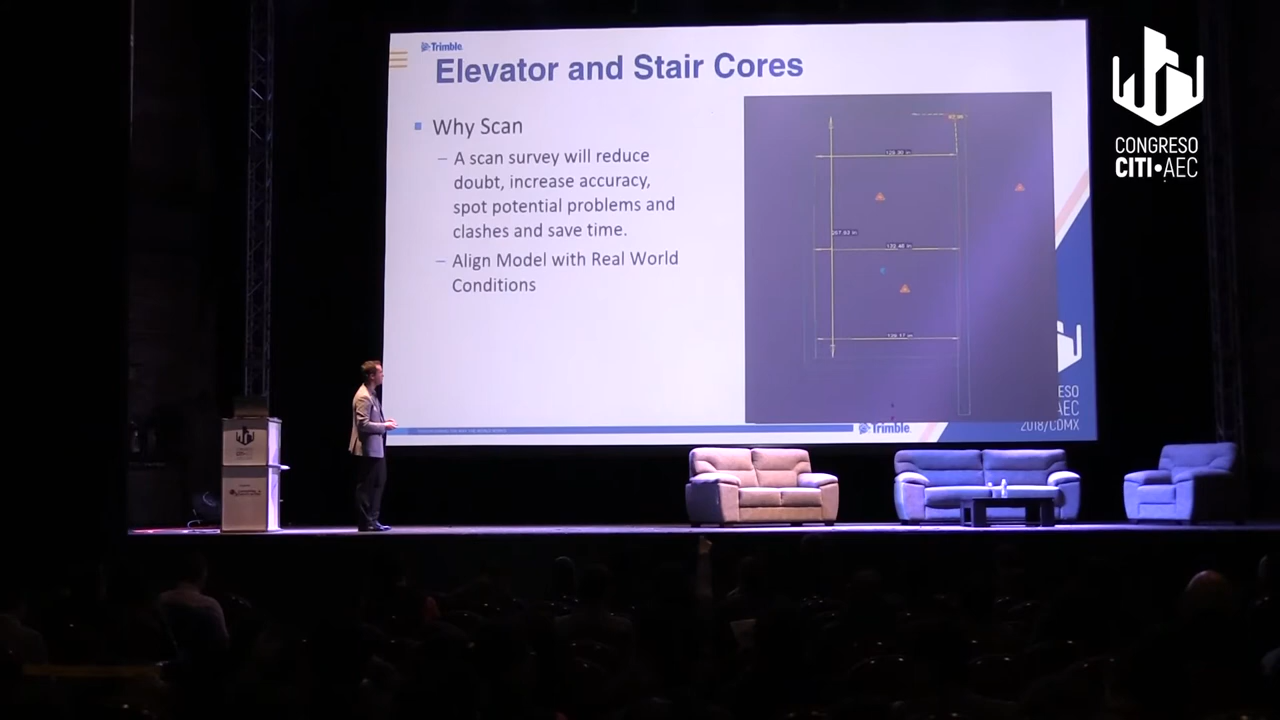 Trimble
Elevator and Stair Cores
Why Scan
– A scan survey will reduce
doubt, increase accuracy,
spot potential problems and
clashes and save time.
– Align Model with Real World
Conditions
Trimble
2018/CDMX
CONGRESO
CITI•AEC